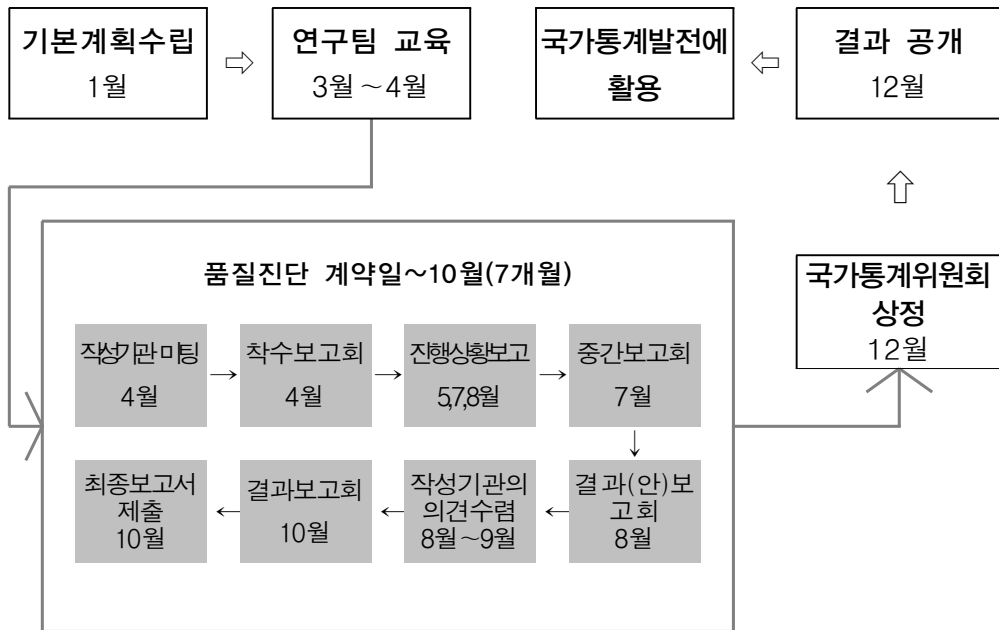 기본계획수립
1월
⇨
연구팀 교육
3월～4월
국가통계발전에
활용
⇦
결과 공개
12월
⇧
국가통계위원회
상정
12월
품질진단 계약일～10월(7개월)
작성기관 미팅
4월
→
착수보고회
4월
→
진행상황보고
5,7,8월
→
중간보고회
7월
↓
결과(안)보
고회
8월
←
작성기관의
의견수렴
8월～9월
←
결과보고회
10월
←
최종보고서
제출
10월